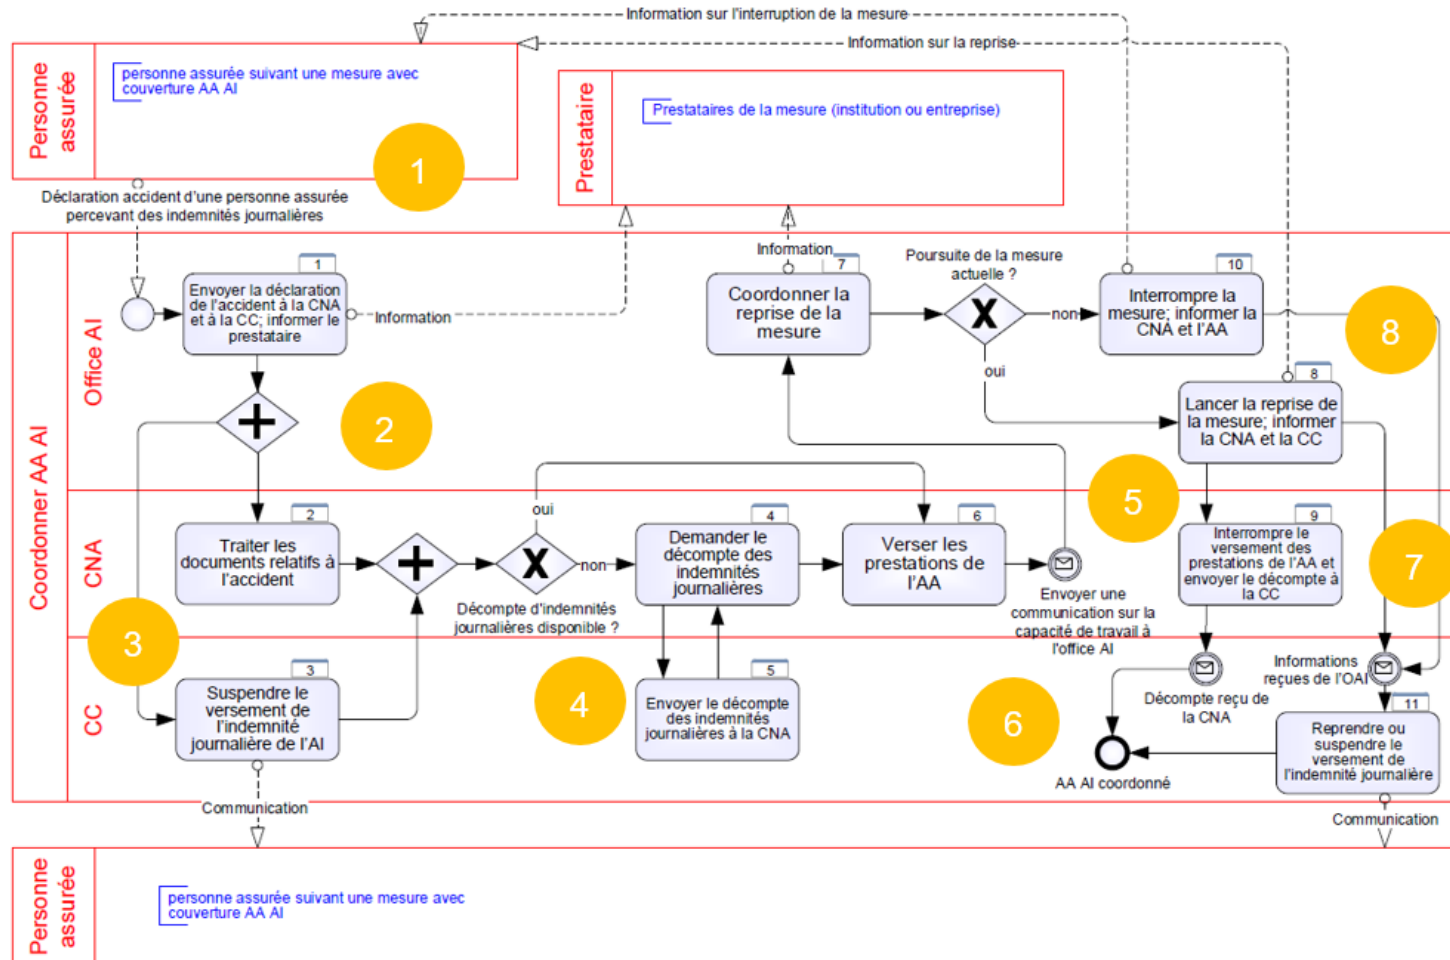 Information sur l'interruption de la mesure
Information sur la reprise
Personne
assurée
personne assurée suivant une mesure avec
couverture AA AI
1
Prestataire
Prestataires de la mesure (institution ou entreprise)
Déclaration accident d'une personne assurée
percevant des indemnités journalières
Coordonner AA AI
Office AI
1
Envoyer la déclaration
de l'accident à la CNA
et à la CC; informer le
prestataire
Information
2
Information
7
Coordonner la
reprise de la
mesure
Poursuite de la mesure
actuelle ?
non
oui
10
Interrompre la
mesure; informer la
CNA et l'AA
8
8
Lancer la reprise de
la mesure; informer
la CNA et la CC
5
CNA
2
Traiter les
documents relatifs à
l'accident
oui
non
Décompte d'indemnités
journalières disponible ?
4
Demander le
décompte des
indemnités
journalières
6
Verser les
prestations de
l'AA
Envoyer une
communication sur la
capacité de travail à
l'office AI
9
Interrompre le
versement des
prestations de l'AA et
envoyer le décompte à
la CC
7
3
CC
3
Suspendre le
versement de
l'indemnité
journalière de l'AI
4
5
Envoyer le décompte
des indemnités
journalières à la CNA
6
Décompte reçu de
la CNA
AA AI coordonné
Informations
reçues de l'OAI
11
Reprendre ou
suspendre le
versement de
l'indemnité journalière
Communication
Communication
Personne
assurée
personne assurée suivant une mesure avec
couverture AA AI